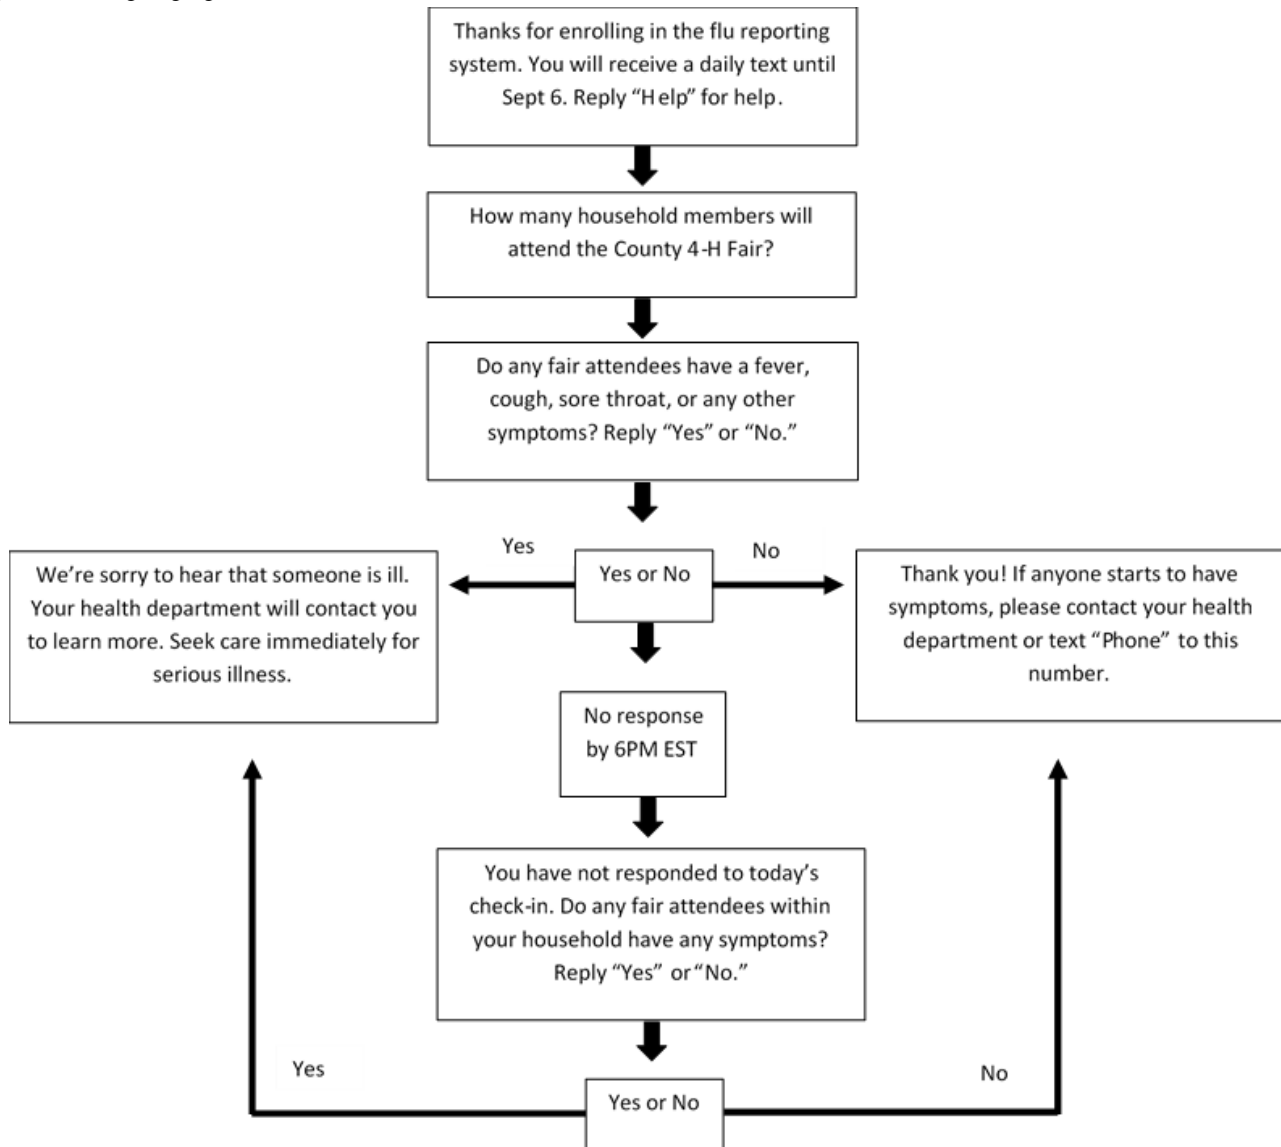 Thanks for enrolling in the flu reporting
system. You will receive a daily text until
Sept 6. Reply “Help” for help.
How many household members will
attend the County 4-H Fair?
Do any fair attendees have a fever,
cough, sore throat, or any other
symptoms? Reply “Yes” or “No.”
Yes
No
Yes or No
We’re sorry to hear that someone is ill.
Your health department will contact you
to learn more. Seek care immediately for
serious illness.
Thank you! If anyone starts to have
symptoms, please contact your health
department or text “Phone” to this
number.
No response
by 6PM EST
You have not responded to today’s
check-in. Do any fair attendees within
your household have any symptoms?
Reply “Yes” or “No.”
Yes
No
Yes or No